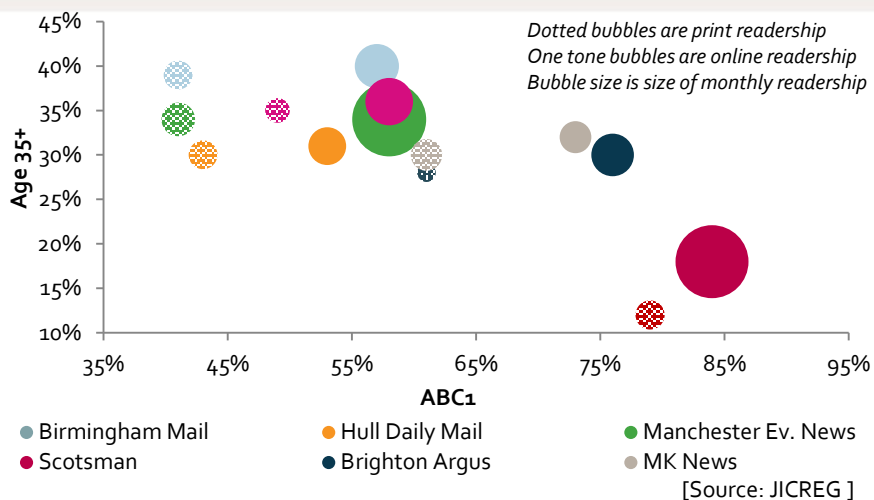 45%
Dotted bubbles are print readership
40%
One tone bubbles are online readership
Bubble size is size of monthly readership
35%
30%
25%
20%
15%
10%
Age 35+
35% 45% 55% 65% 75% 85% 95%
ABC1
Birmingham Mail Hull Daily Mail Manchester Ev. News
Scotsman Brighton Argus MK News
[Source: JICREG ]